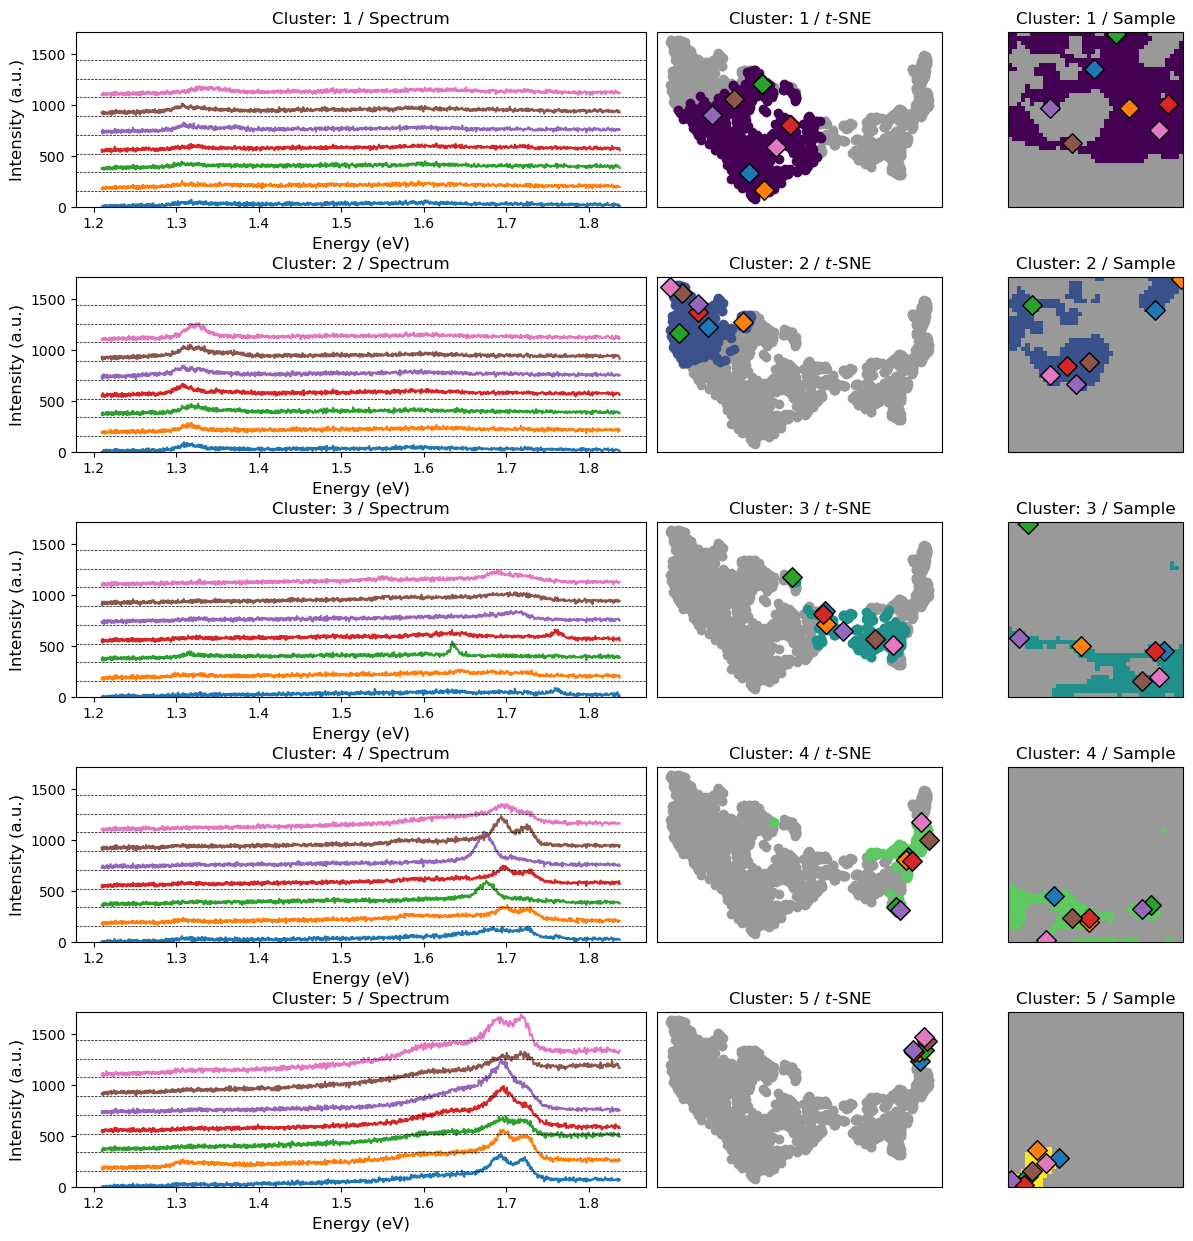 Cluster: 1 / Spectrum
Cluster: 1 / t-SNE
Cluster: 1 / Sample
Intensity (a.u.)
1500
1000
500
0
1.2 1.3 1.4 1.5 1.6 1.7 1.8
Energy (eV)
Cluster: 2 / Spectrum
Cluster: 2 / t-SNE
Cluster: 2 / Sample
Intensity (a.u.)
1500
1000
500
0
1.2 1.3 1.4 1.5 1.6 1.7 1.8
Energy (eV)
Cluster: 3 / Spectrum
Cluster: 3 / t-SNE
Cluster: 3 / Sample
Intensity (a.u.)
1500
1000
500
0
1.2 1.3 1.4 1.5 1.6 1.7 1.8
Energy (eV)
Cluster: 4 / Spectrum
Cluster: 4 / t-SNE
Cluster: 4 / Sample
Intensity (a.u.)
1500
1000
500
0
1.2 1.3 1.4 1.5 1.6 1.7 1.8
Energy (eV)
Cluster: 5 / Spectrum
Cluster: 5 / t-SNE
Cluster: 5 / Sample
Intensity (a.u.)
1500
1000
500
0
1.2 1.3 1.4 1.5 1.6 1.7 1.8
Energy (eV)